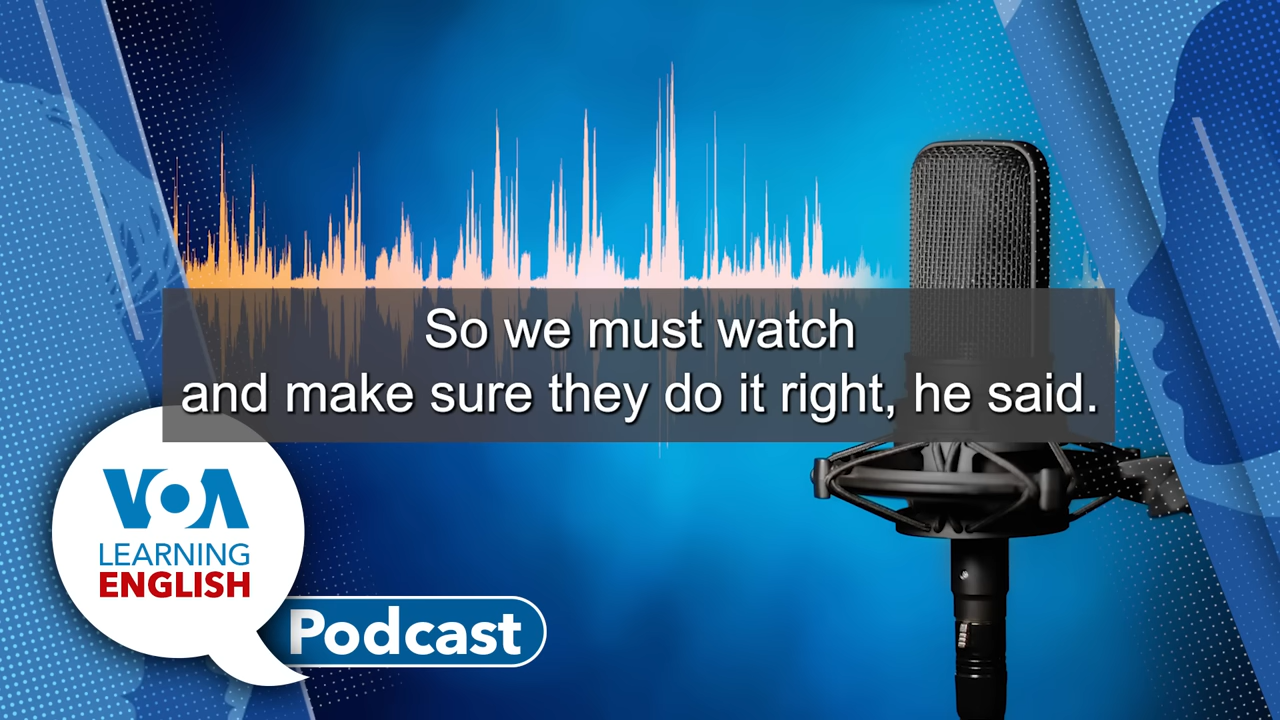 So we must watch
and make sure they do it right, he said.
VOA
LEARNING
ENGLISH
Podcast